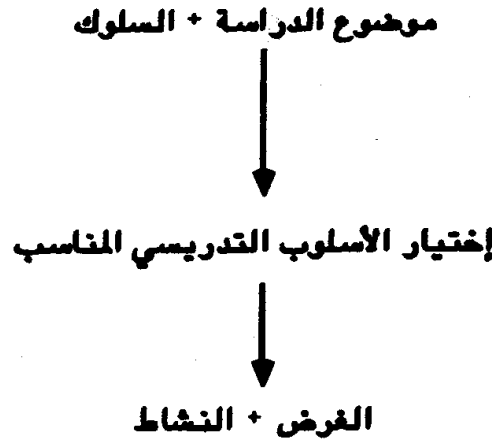 موضوع الدراسة + السلوك
إختيار الأسلوب التدريسي المناسب
الغرض + النشاط